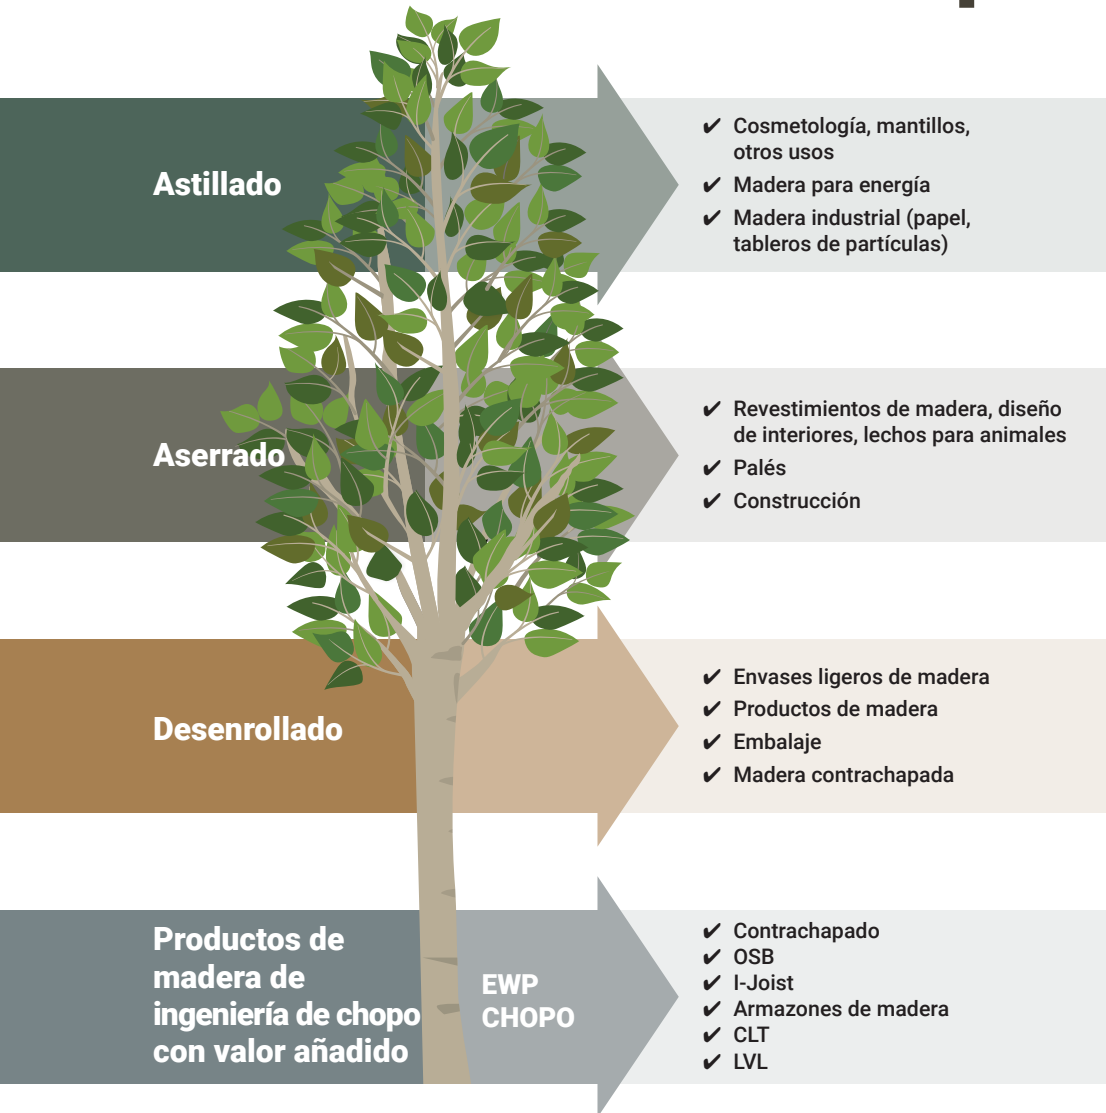 Astillado
✔ Cosmetología, mantillos,
otros usos
✔ Madera para energía
✔ Madera industrial (papel,
tableros de partículas)
Aserrado
✔ Revestimientos de madera, diseño
de interiores, lechos para animales
✔ Palés
✔ Construcción
Desenrollado
✔ Envases ligeros de madera
✔ Productos de madera
✔ Embalaje
✔ Madera contrachapada
Productos de
madera de
ingeniería de chopo
con valor añadido
EWP
CHOPO
✔ Contrachapado
✔ OSB
✔ I-Joist
✔ Armazones de madera
✔ CLT
✔ LVL